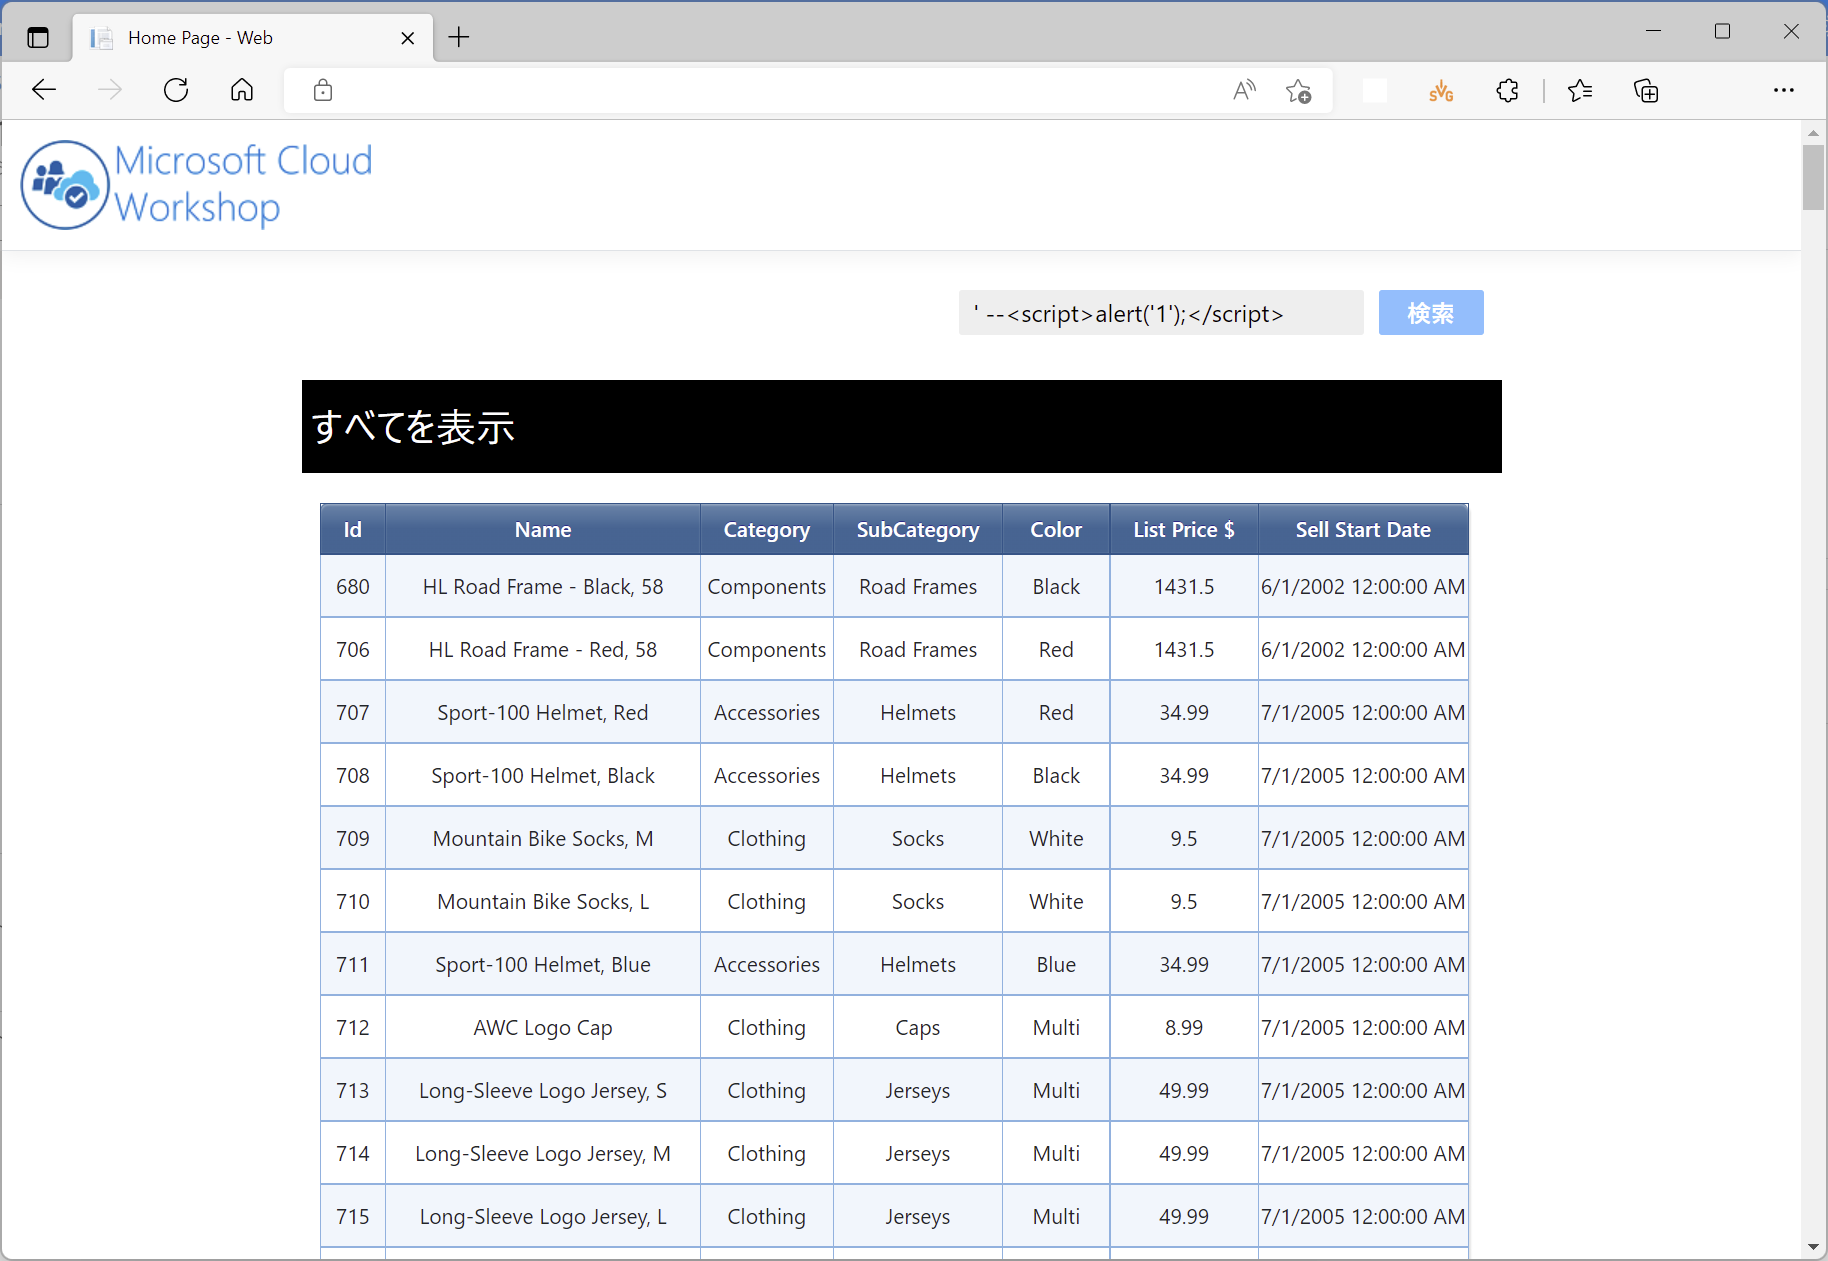 Home Page - Web
Microsoft Cloud
Workshop
' --<script>alert('1');</script>
検索
すべてを表示
Id Name Category SubCategory Color List Price $ Sell Start Date
680 HL Road Frame - Black, 58 Components Road Frames Black 1431.5 6/1/2002 12:00:00 AM
706 HL Road Frame - Red, 58 Components Road Frames Red 1431.5 6/1/2002 12:00:00 AM
707 Sport-100 Helmet, Red Accessories Helmets Red 34.99 7/1/2005 12:00:00 AM
708 Sport-100 Helmet, Black Accessories Helmets Black 34.99 7/1/2005 12:00:00 AM
709 Mountain Bike Socks, M Clothing Socks White 9.5 7/1/2005 12:00:00 AM
710 Mountain Bike Socks, L Clothing Socks White 9.5 7/1/2005 12:00:00 AM
711 Sport-100 Helmet, Blue Accessories Helmets Blue 34.99 7/1/2005 12:00:00 AM
712 AWC Logo Cap Clothing Caps Multi 8.99 7/1/2005 12:00:00 AM
713 Long-Sleeve Logo Jersey, S Clothing Jerseys Multi 49.99 7/1/2005 12:00:00 AM
714 Long-Sleeve Logo Jersey, M Clothing Jerseys Multi 49.99 7/1/2005 12:00:00 AM
715 Long-Sleeve Logo Jersey, L Clothing Jerseys Multi 49.99 7/1/2005 12:00:00 AM